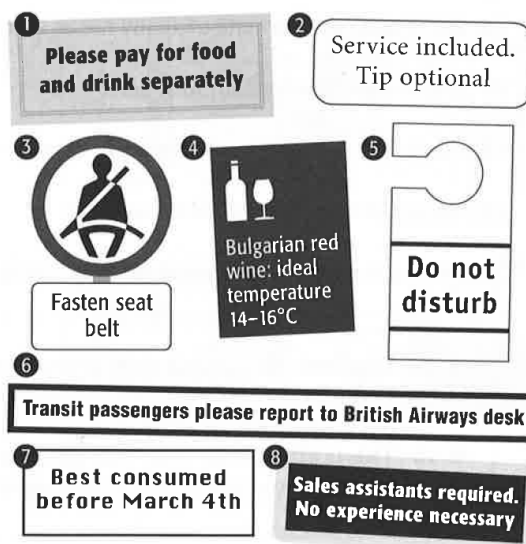 1
Please pay for food
and drink separately
2
Service included.
Tip optional
3
Fasten seat
belt
4
Bulgarian red
wine: ideal
temperature
14–16°C
5
Do not
disturb
6
Transit passengers please report to British Airways desk
7
Best consumed
before March 4th
8
Sales assistants required.
No experience necessary